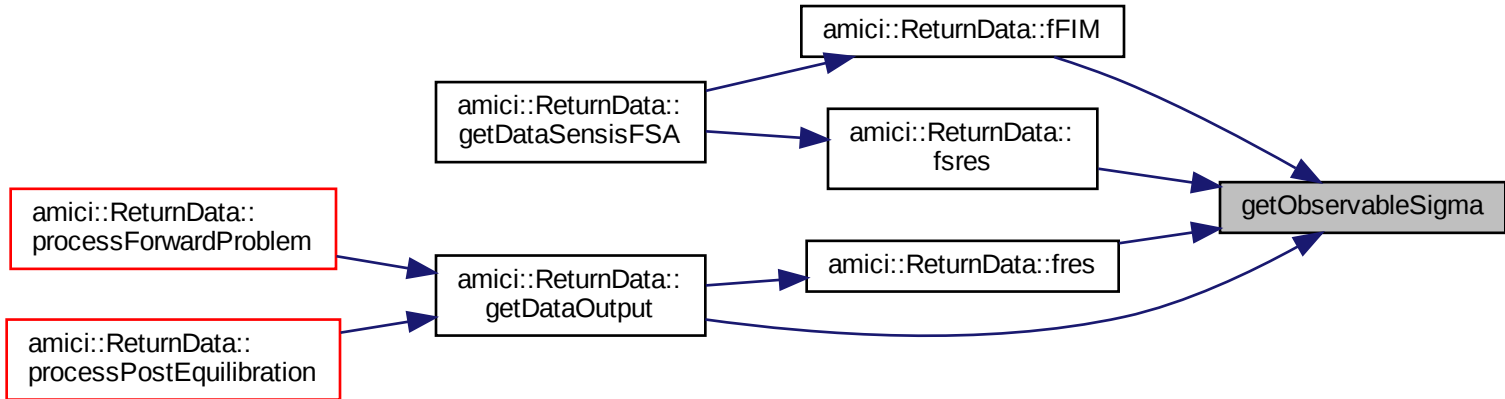 amici::ReturnData::fFIM
amici::ReturnData::
getDataSensisFSA
amici::ReturnData::
fsres
getObservableSigma
amici::ReturnData::
processForwardProblem
amici::ReturnData::fres
amici::ReturnData::
getDataOutput
amici::ReturnData::
processPostEquilibration